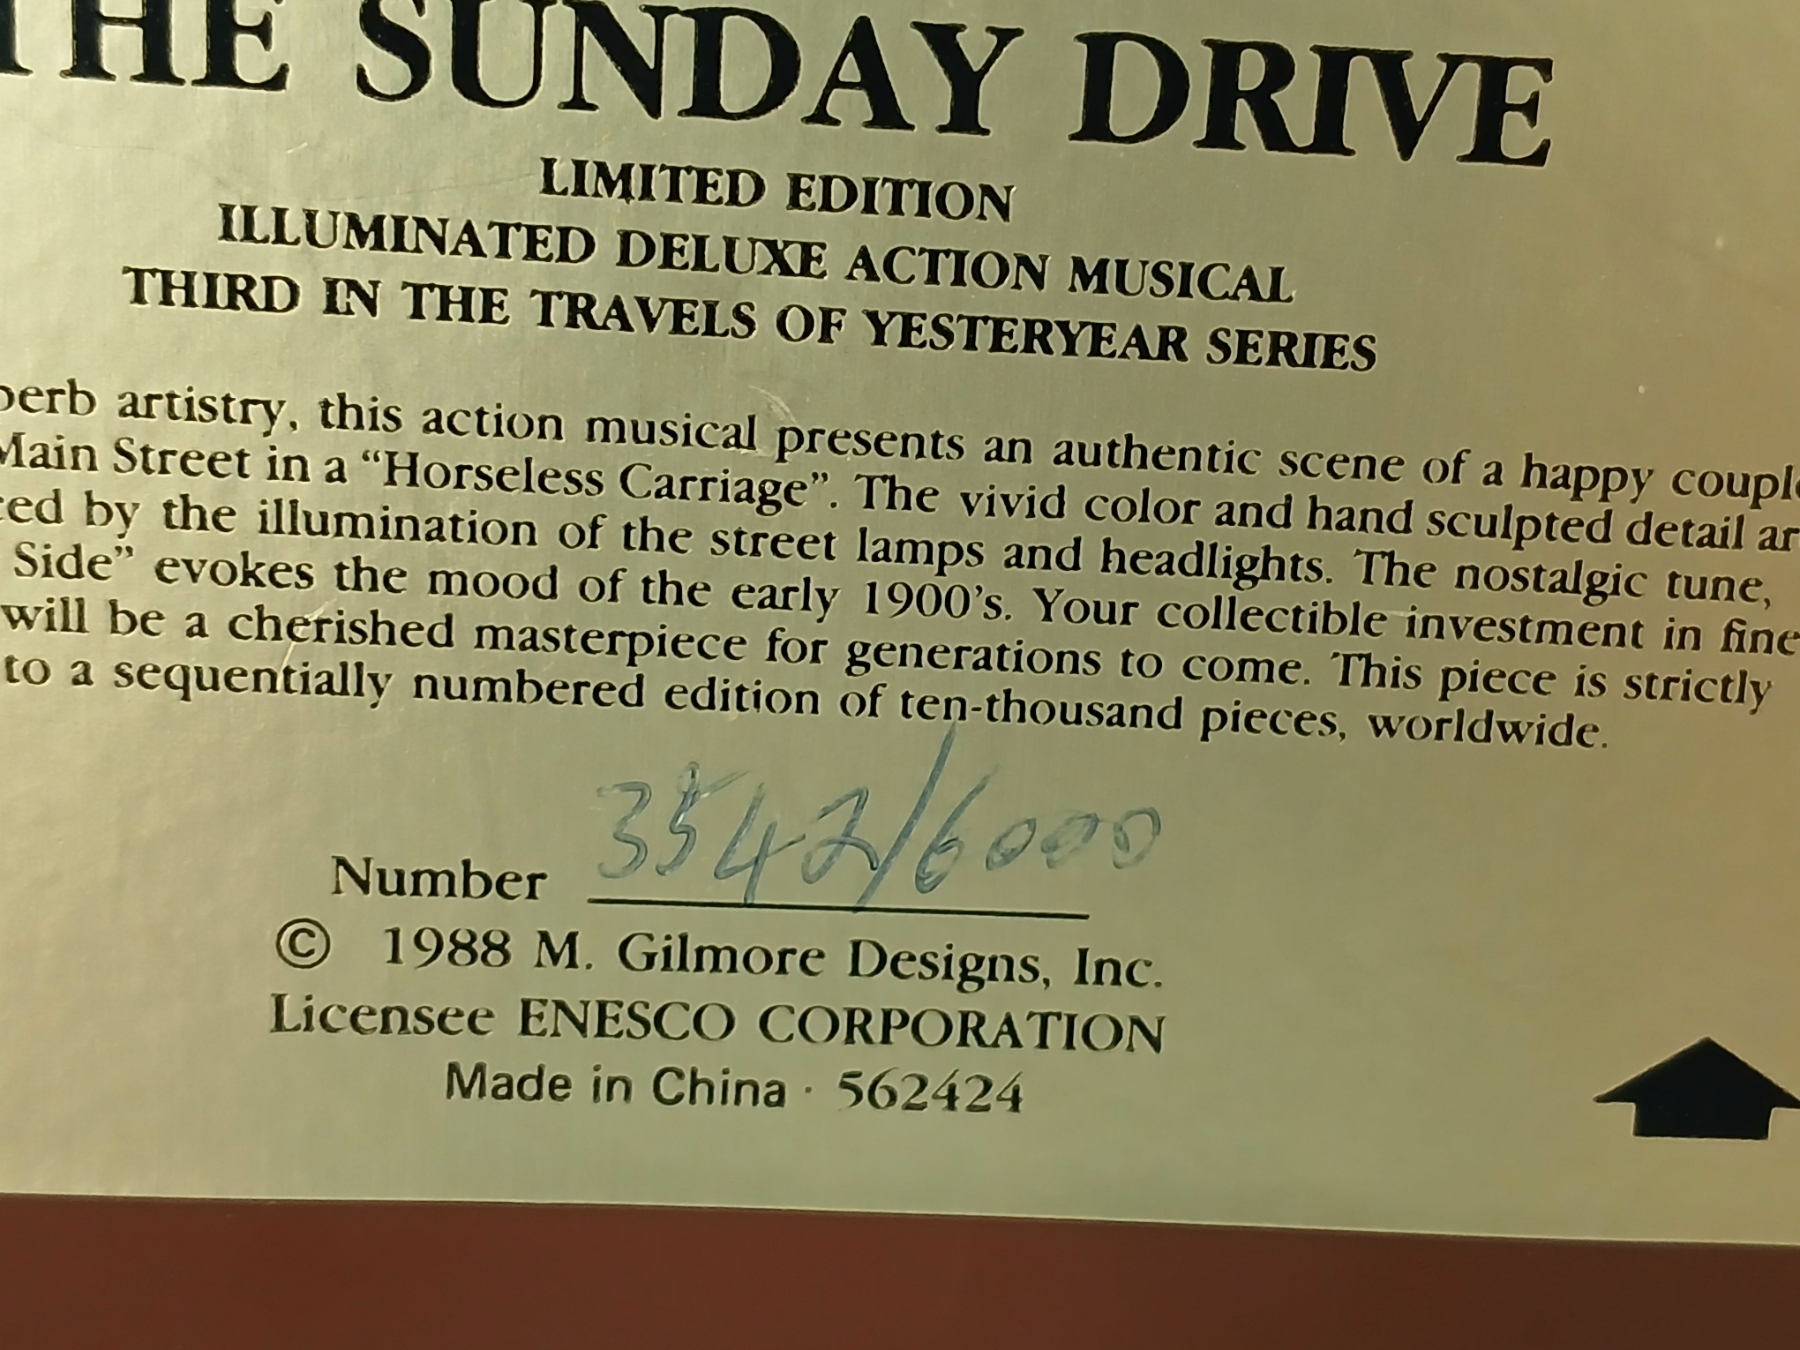 THE SUNDAY DRIVE
LIMITED EDITION
ILLUMINATED DELUXE ACTION MUSICAL
THIRD IN THE TRAVELS OF YESTERYEAR SERIES
artistry, this action musical presents an authentic scene of a happy
Main Street in a “Horseless Carriage”. The vivid color and hand sculpted detail
by the illumination of the street lamps and headlights. The nostalgic tune,
Side” evokes the mood of the early 1900’s. Your collectible investment in fine
will be a cherished masterpiece for generations to come. This piece is strictly
to a sequentially numbered edition of ten-thousand pieces, worldwide.
Number 3542/6000
© 1988 M. Gilmore Designs, Inc.
Licensee ENESCO CORPORATION
Made in China · 562424